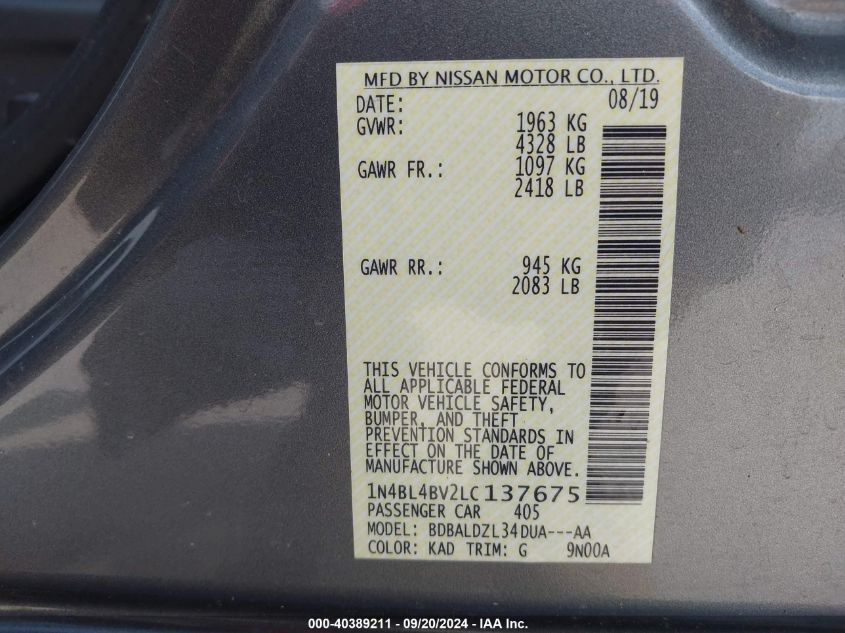 MFD BY NISSAN MOTOR CO., LTD.
DATE: 08/19
GVWR: 1963 KG
4328 LB
GAWR FR.: 1097 KG
2418 LB
GAWR RR.: 945 KG
2083 LB
THIS VEHICLE CONFORMS TO
ALL APPLICABLE FEDERAL
MOTOR VEHICLE SAFETY,
BUMPER, AND THEFT
PREVENTION STANDARDS IN
EFFECT ON THE DATE OF
MANUFACTURE SHOWN ABOVE.
1N4BL4BV2LC137675
PASSENGER CAR 405
MODEL: BDBALDZL34DUA---AA
COLOR: KAD TRIM: G 9N00A
000-40389211 - 09/20/2024 - IAA Inc.